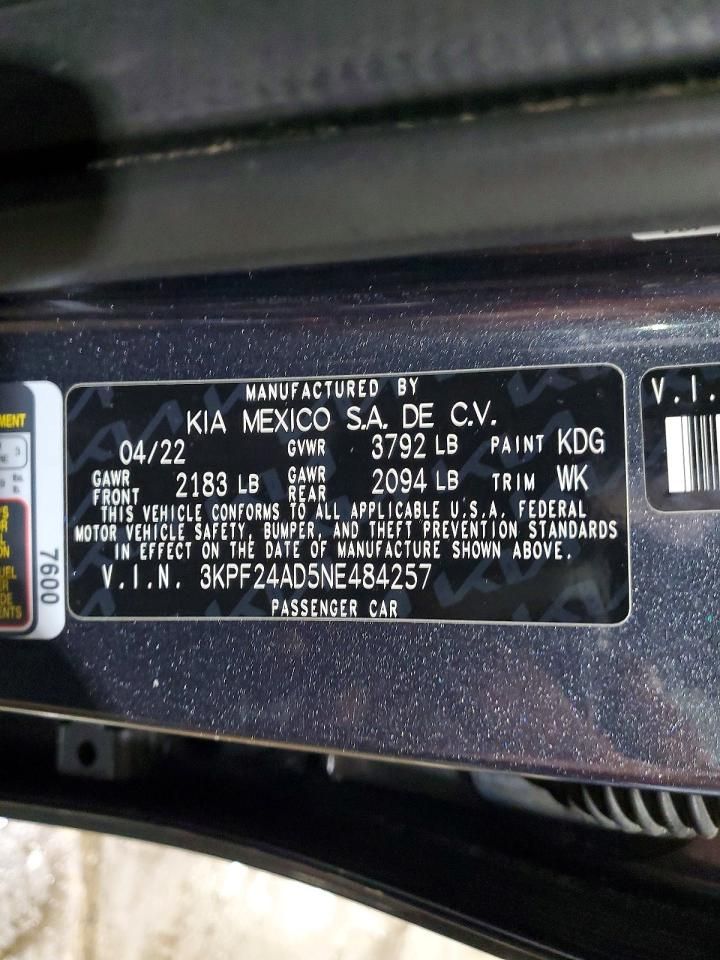 MANUFACTURED BY
KIA MEXICO S.A. DE C.V.
04/22 GVWR 3792 LB PAINT KDG
GAWR FRONT 2183 LB GAWR REAR 2094 LB TRIM WK
THIS VEHICLE CONFORMS TO ALL APPLICABLE U.S.A. FEDERAL
MOTOR VEHICLE SAFETY, BUMPER, AND THEFT PREVENTION STANDARDS
IN EFFECT ON THE DATE OF MANUFACTURE SHOWN ABOVE.
V.I.N. 3KPF24AD5NE484257
PASSENGER CAR
7600
V.I.